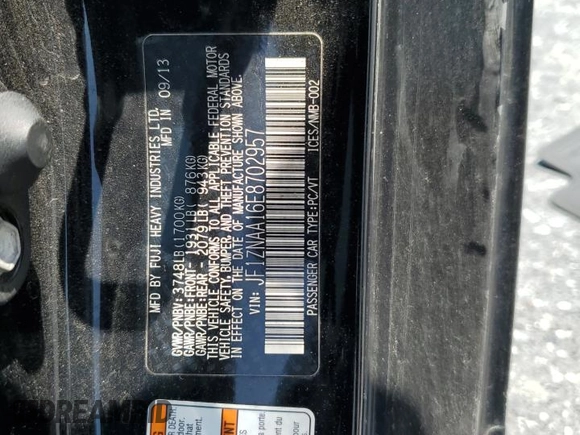 MFD BY FUJI HEAVY INDUSTRIES LTD.
MFD IN 09/13
GVWR/PNBV: 3748LB(1700KG)
GAWR/PNBE:FRONT- 1931LB( 876KG)
GAWR/PNBE:REAR- 2079LB( 943KG)
THIS VEHICLE CONFORMS TO ALL APPLICABLE FEDERAL MOTOR
VEHICLE SAFETY, BUMPER, AND THEFT PREVENTION STANDARDS
IN EFFECT ON THE DATE OF MANUFACTURE SHOWN ABOVE.
VIN: JF1ZNAA16E8702957
PASSENGER CAR TYPE:PC/VT ICES/NMB-002